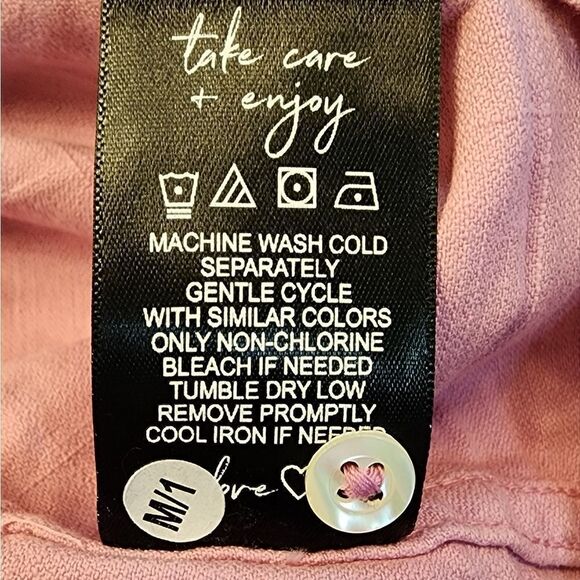 take care
+ enjoy
MACHINE WASH COLD
SEPARATELY
GENTLE CYCLE
WITH SIMILAR COLORS
ONLY NON-CHLORINE
BLEACH IF NEEDED
TUMBLE DRY LOW
REMOVE PROMPTLY
COOL IRON IF NEEDED
love ♡
M/1